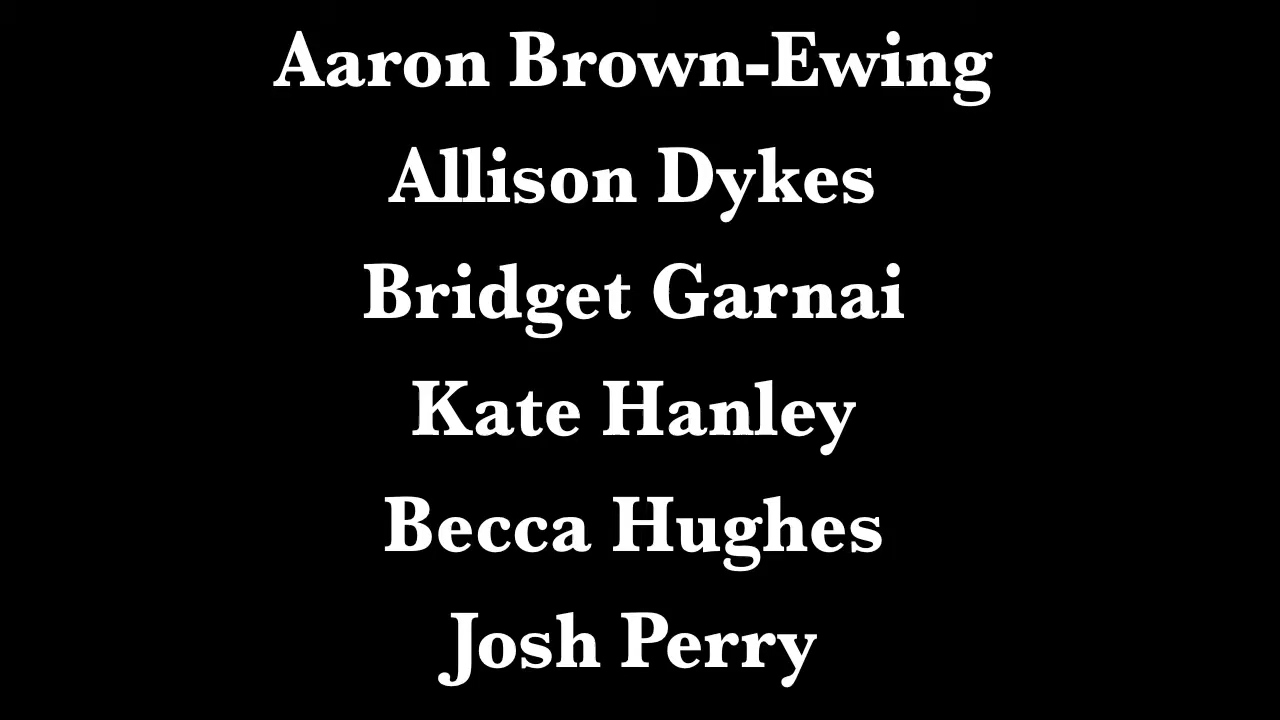 Aaron Brown-Ewing
Allison Dykes
Bridget Garnai
Kate Hanley
Becca Hughes
Josh Perry